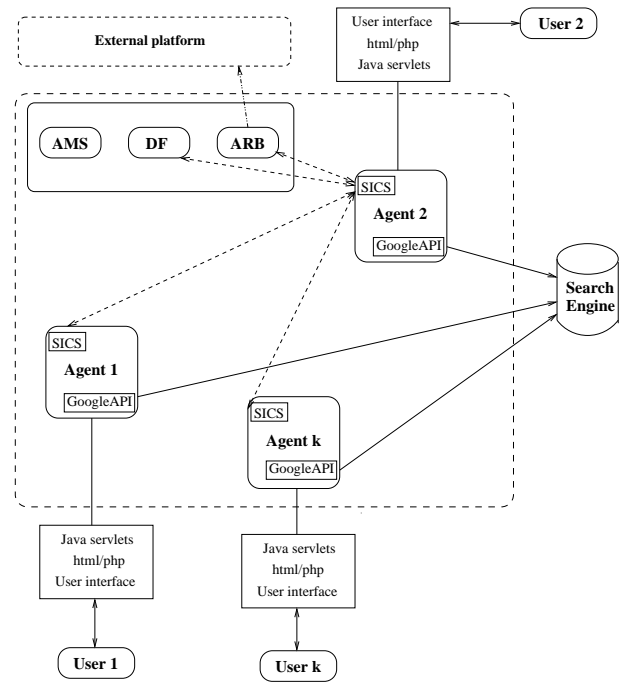 External platform
User interface
html/php
Java servlets
User 2
AMS
DF
ARB
SICS
Agent 2
GoogleAPI
Search
Engine
SICS
Agent 1
GoogleAPI
SICS
Agent k
GoogleAPI
Java servlets
html/php
User interface
Java servlets
html/php
User interface
User 1
User k